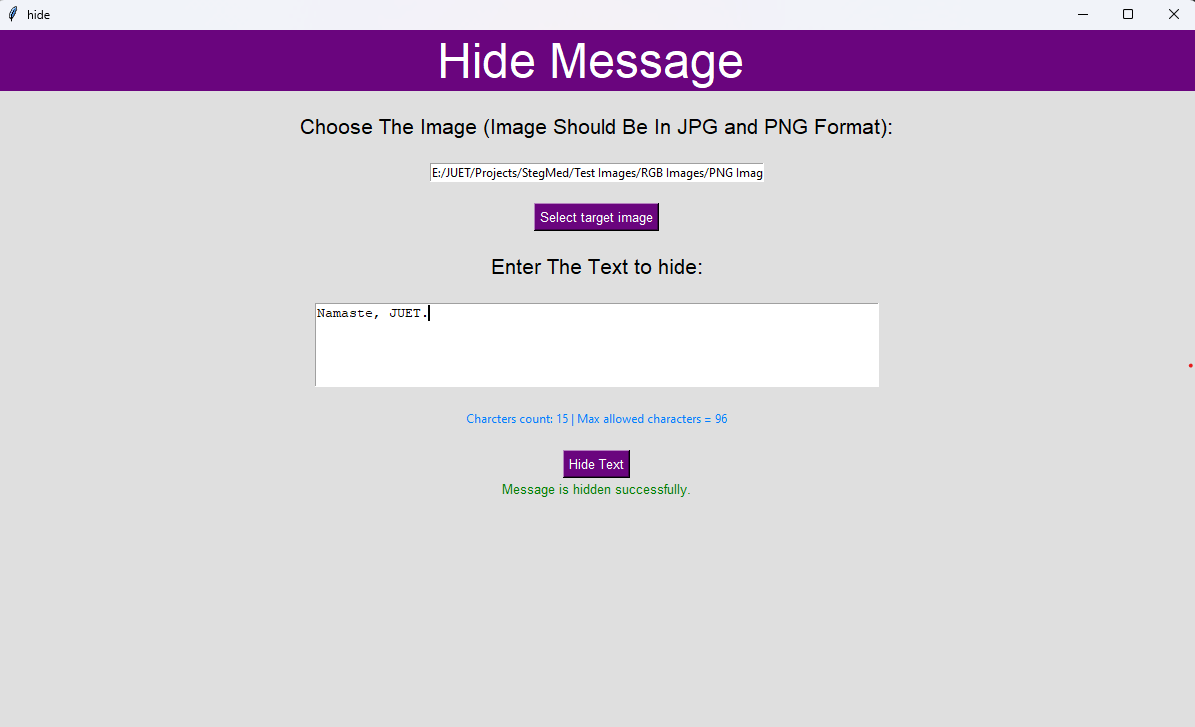 hide
Hide Message
Choose The Image (Image Should Be In JPG and PNG Format):
E:/JUET/Projects/StegMed/Test Images/RGB Images/PNG Imag
Select target image
Enter The Text to hide:
Namaste, JUET.
Charcters count: 15 | Max allowed characters = 96
Hide Text
Message is hidden successfully.